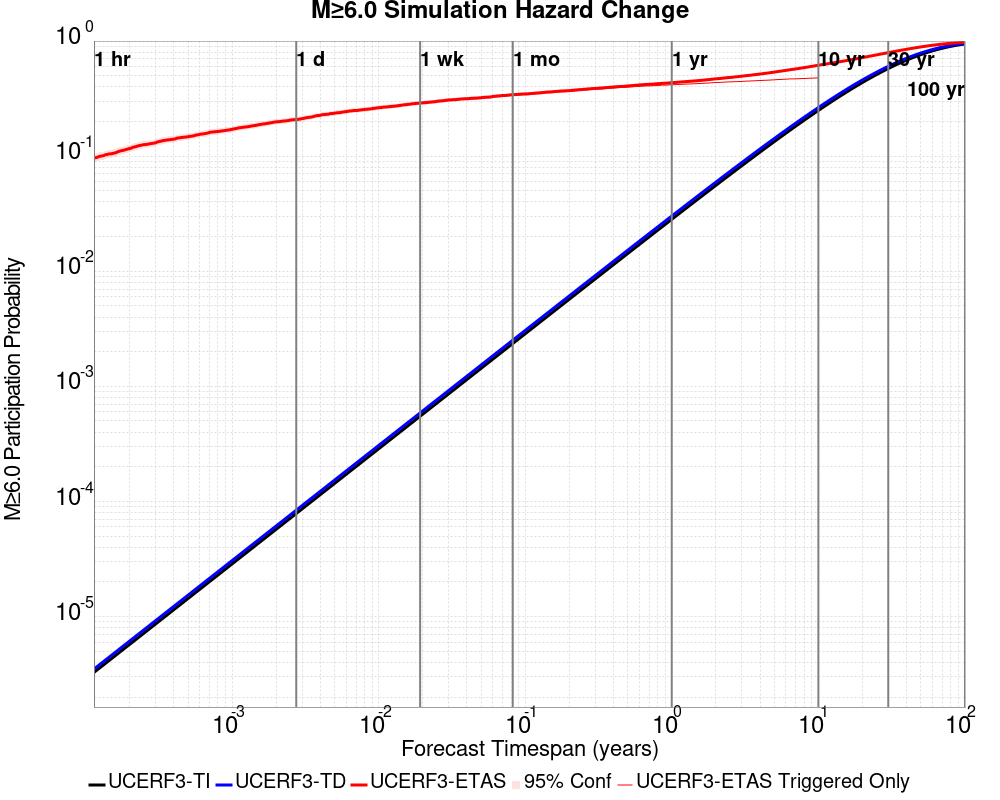 M≥6.0 Simulation Hazard Change
M≥6.0 Participation Probability
10^0
10^-1
10^-2
10^-3
10^-4
10^-5
1 hr
1 d
1 wk
1 mo
1 yr
10 yr
30 yr
100 yr
10^-3
10^-2
10^-1
10^0
10^1
10^2
Forecast Timespan (years)
UCERF3-TI UCERF3-TD UCERF3-ETAS 95% Conf UCERF3-ETAS Triggered Only